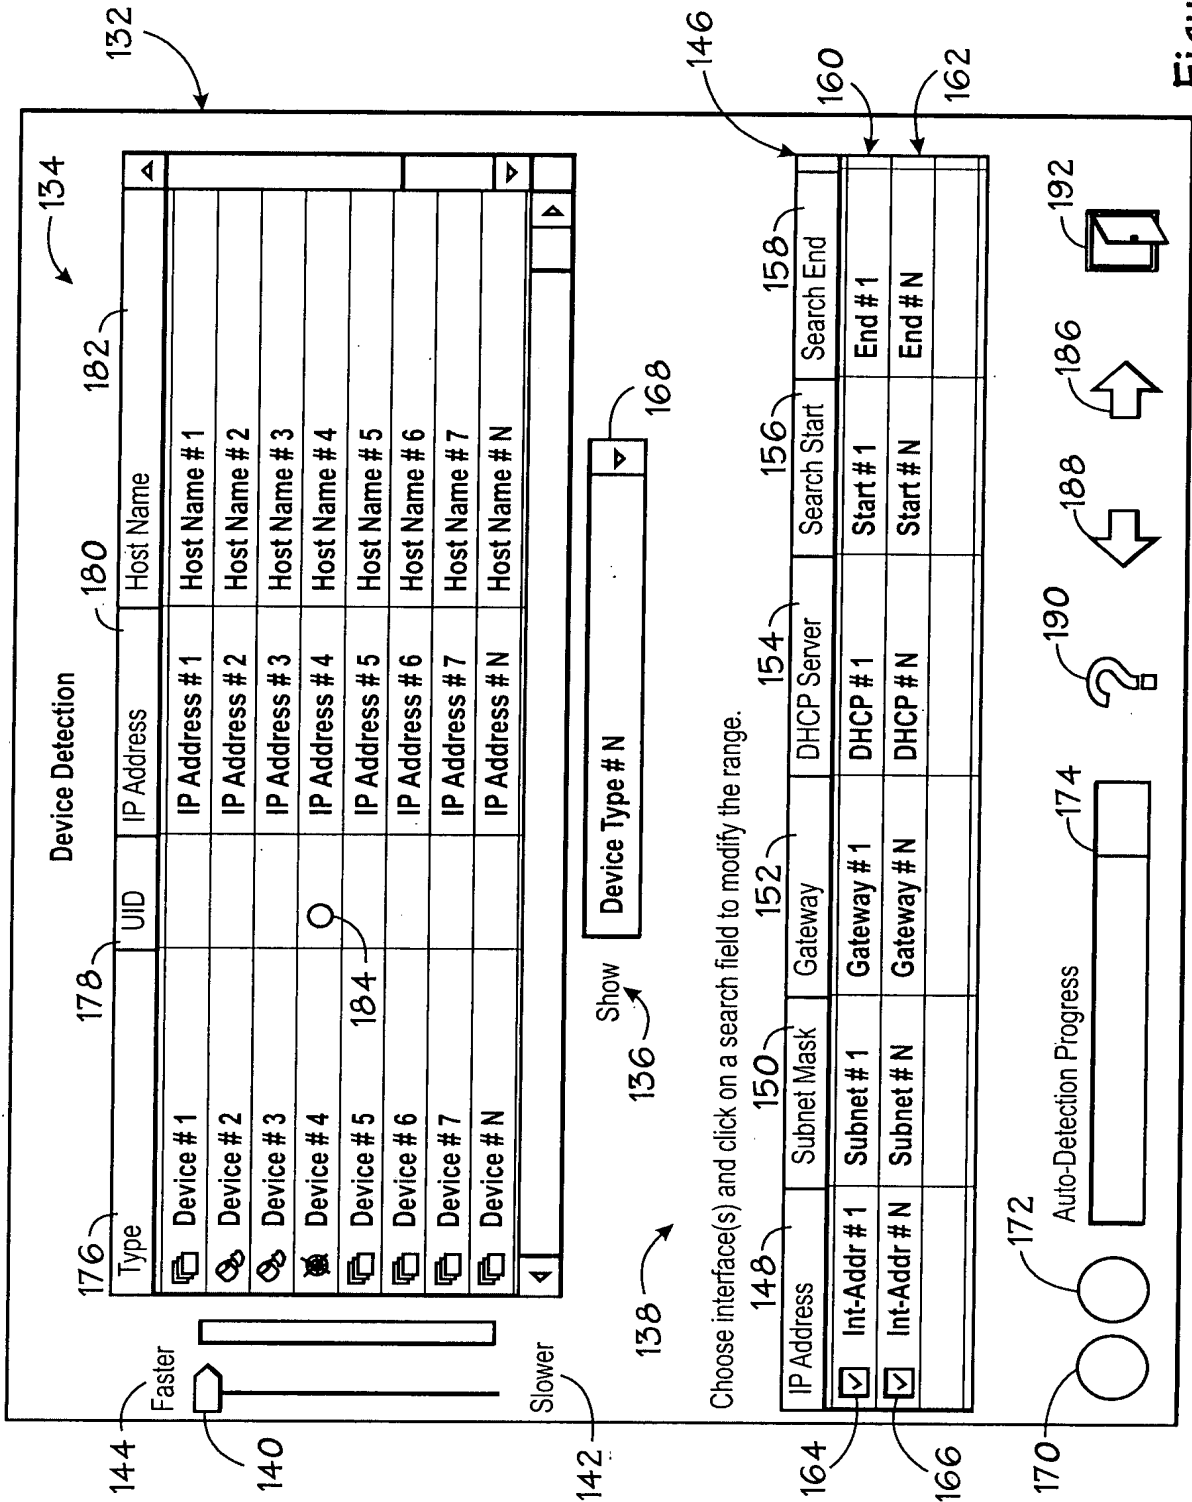 132
134
Device Detection
176
178
180
182
Type UID IP Address Host Name
Device # 1 IP Address # 1 Host Name # 1
Device # 2 IP Address # 2 Host Name # 2
Device # 3 IP Address # 3 Host Name # 3
Device # 4 IP Address # 4 Host Name # 4
Device # 5 IP Address # 5 Host Name # 5
Device # 6 IP Address # 6 Host Name # 6
Device # 7 IP Address # 7 Host Name # 7
Device # N IP Address # N Host Name # N
184
144
Faster
140
Slower
142
136
Show Device Type # N
168
138
Choose interface(s) and click on a search field to modify the range.
146
148
150
152
154
156
158
IP Address Subnet Mask Gateway DHCP Server Search Start Search End
Int-Addr # 1 Subnet # 1 Gateway # 1 DHCP # 1 Start # 1 End # 1
Int-Addr # N Subnet # N Gateway # N DHCP # N Start # N End # N
160
162
164
166
170
172
Auto-Detection Progress
174
190
188
186
192